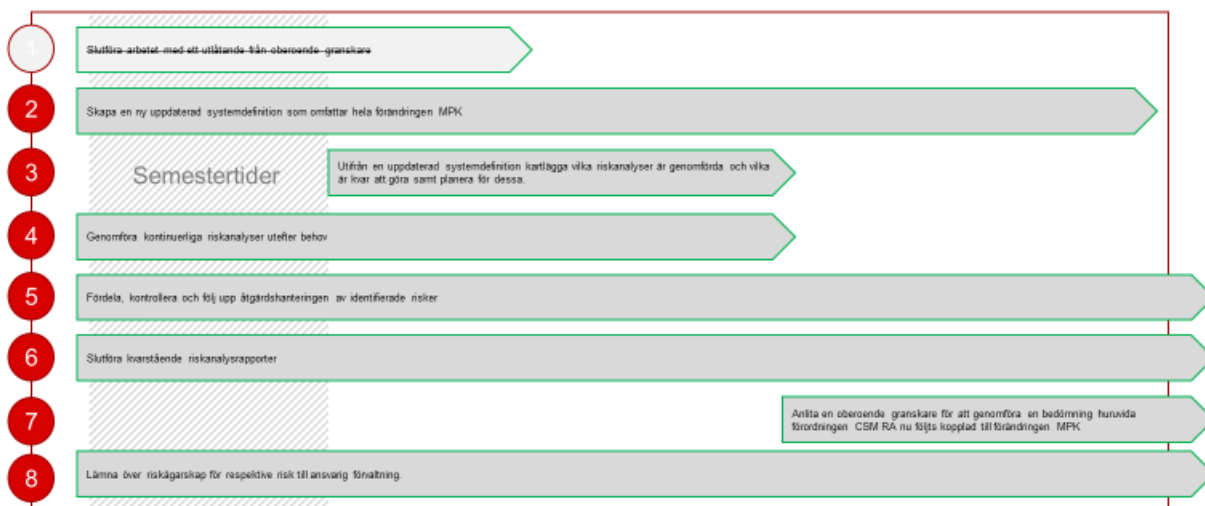 1
Slutföra arbetet med ett utlåtande från oberoende granskare
2
Skapa en ny uppdaterad systemdefinition som omfattar hela förändringen MPK
3
Semestertider
Utifrån en uppdaterad systemdefinition kartlägga vilka riskanalyser är genomförda och vilka
är kvar att göra samt planera för dessa.
4
Genomföra kontinuerliga riskanalyser utefter behov
5
Fördela, kontrollera och följ upp åtgärdshanteringen av identifierade risker
6
Slutföra kvarstående riskanalysrapporter
7
Anlita en oberoende granskare för att genomföra en bedömning huruvida
förordningen CSM RA nu följts kopplad till förändringen MPK
8
Lämna över riskägarskap för respektive risk till ansvarig förvaltning.